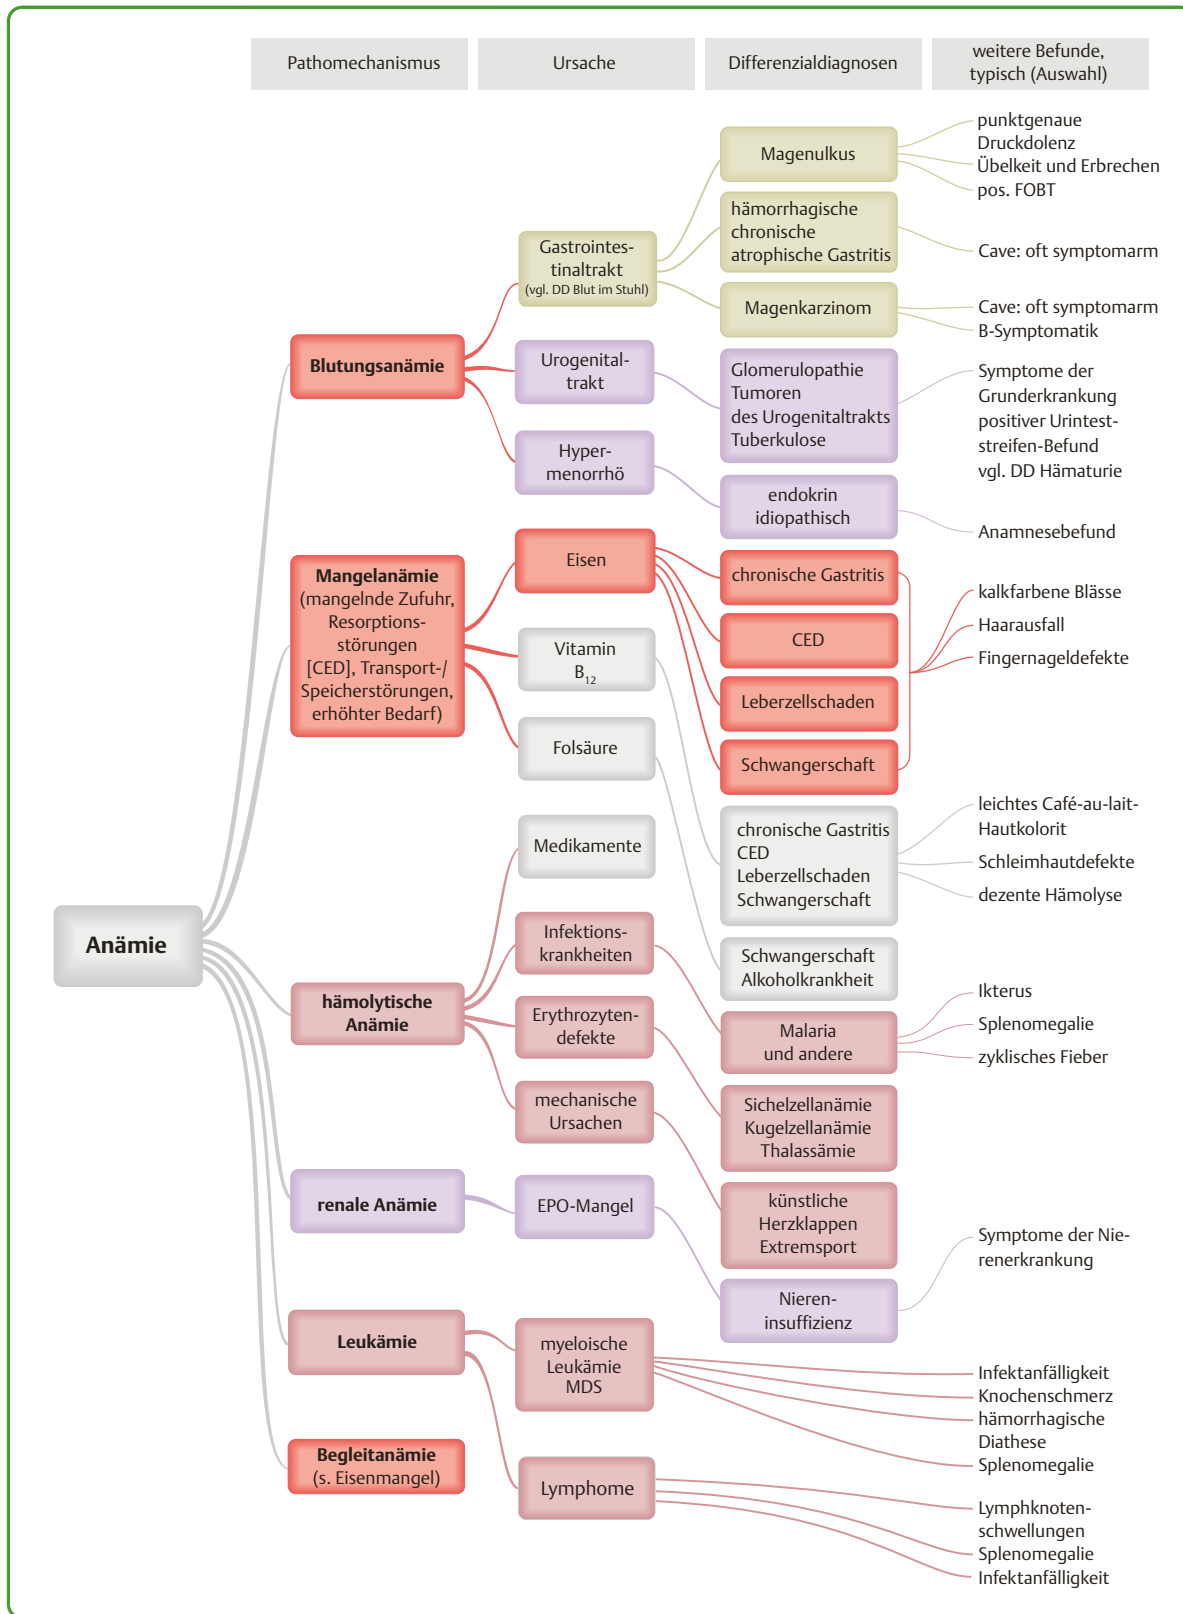 Pathomechanismus
Ursache
Differenzialdiagnosen
weitere Befunde,
typisch (Auswahl)
Anämie
Blutungsanämie
Mangelanämie
(mangelnde Zufuhr,
Resorptions-
störungen
[CED], Transport-/
Speicherstörungen,
erhöhter Bedarf)
hämolytische
Anämie
renale Anämie
Leukämie
Begleitanämie
(s. Eisenmangel)
Gastrointes-
tinaltrakt
(vgl. DD Blut im Stuhl)
Urogenital-
trakt
Hyper-
menorrhö
Eisen
Vitamin
B12
Folsäure
Medikamente
Infektions-
krankheiten
Erythrozyten-
defekte
mechanische
Ursachen
EPO-Mangel
myeloische
Leukämie
MDS
Lymphome
Magenulkus
hämorrhagische
chronische
atrophische Gastritis
Magenkarzinom
Glomerulopathie
Tumoren
des Urogenitaltrakts
Tuberkulose
endokrin
idiopathisch
chronische Gastritis
CED
Leberzellschaden
Schwangerschaft
chronische Gastritis
CED
Leberzellschaden
Schwangerschaft
Schwangerschaft
Alkoholkrankheit
Malaria
und andere
Sichelzellanämie
Kugelzellanämie
Thalassämie
künstliche
Herzklappen
Extremsport
Nieren-
insuffizienz
punktgenaue
Druckdolenz
Übelkeit und Erbrechen
pos. FOBT
Cave: oft symptomarm
Cave: oft symptomarm
B-Symptomatik
Symptome der
Grunderkrankung
positiver Urintest-
streifen-Befund
vgl. DD Hämaturie
Anamnesebefund
kalkfarbene Blässe
Haarausfall
Fingernageldefekte
leichtes Café-au-lait-
Hautkolorit
Schleimhautdefekte
dezente Hämolyse
Ikterus
Splenomegalie
zyklisches Fieber
Symptome der Nie-
renerkrankung
Infektanfälligkeit
Knochenschmerz
hämorrhagische
Diathese
Splenomegalie
Lymphknoten-
schwellungen
Splenomegalie
Infektanfälligkeit